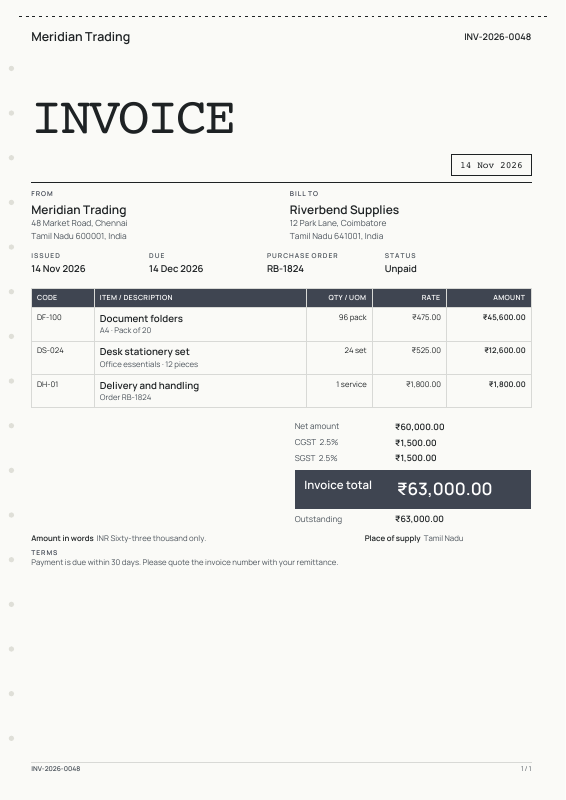 Meridian Trading INV-2026-0048
INVOICE
14 Nov 2026
FROM BILL TO
Meridian Trading Riverbend Supplies
48 Market Road, Chennai 12 Park Lane, Coimbatore
Tamil Nadu 600001, India Tamil Nadu 641001, India
ISSUED DUE PURCHASE ORDER STATUS
14 Nov 2026 14 Dec 2026 RB-1824 Unpaid
CODE ITEM / DESCRIPTION QTY / UOM RATE AMOUNT
DF-100 Document folders 96 pack ₹475.00 ₹45,600.00
A4 · Pack of 20
DS-024 Desk stationery set 24 set ₹525.00 ₹12,600.00
Office essentials · 12 pieces
DH-01 Delivery and handling 1 service ₹1,800.00 ₹1,800.00
Order RB-1824
Net amount ₹60,000.00
CGST 2.5% ₹1,500.00
SGST 2.5% ₹1,500.00
Invoice total ₹63,000.00
Outstanding ₹63,000.00
Amount in words INR Sixty-three thousand only. Place of supply Tamil Nadu
TERMS
Payment is due within 30 days. Please quote the invoice number with your remittance.
INV-2026-0048 1 / 1